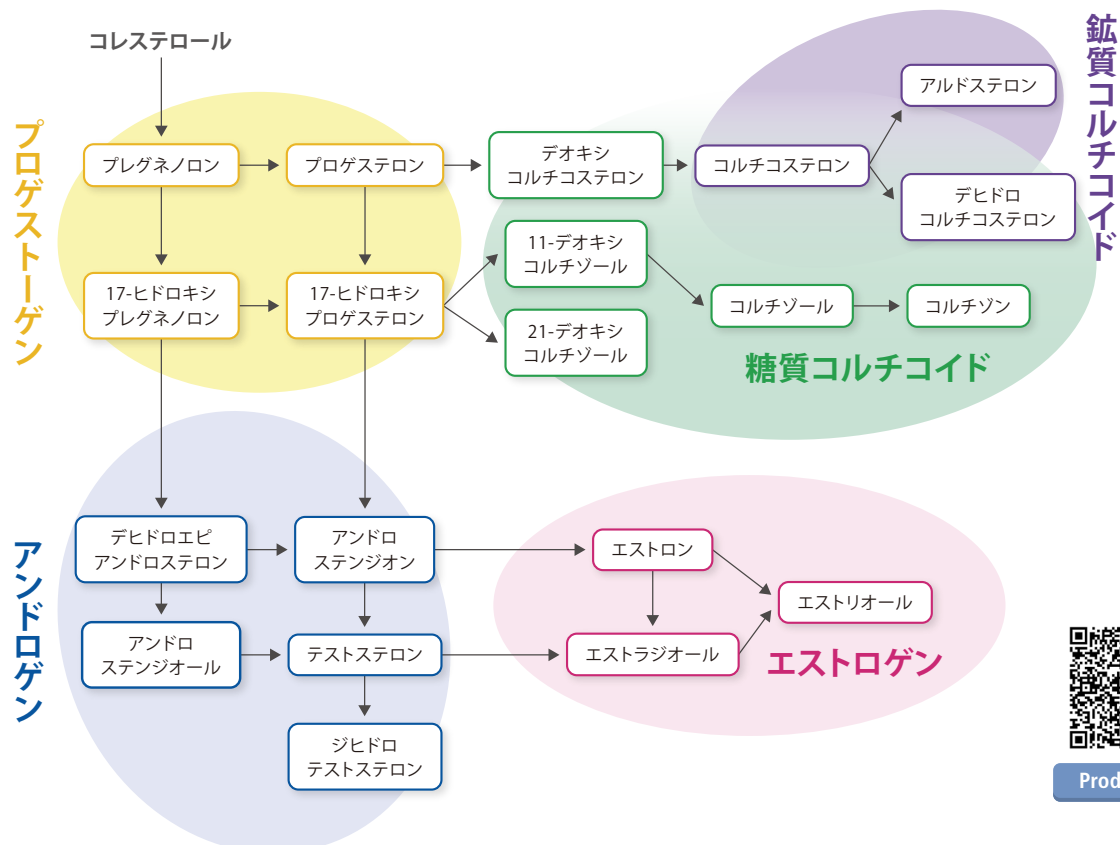 コレステロール
プロゲストーゲン
プレグネノロン
プロゲステロン
デオキシ
コルチコステロン
コルチコステロン
アルドステロン
デヒドロ
コルチコステロン
鉱質コルチコイド
17-ヒドロキシ
プレグネノロン
17-ヒドロキシ
プロゲステロン
11-デオキシ
コルチゾール
21-デオキシ
コルチゾール
コルチゾール
コルチゾン
糖質コルチコイド
アンドロゲン
デヒドロエピ
アンドロステロン
アンドロ
ステンジオン
アンドロ
ステンジオール
テストステロン
ジヒドロ
テストステロン
エストロン
エストラジオール
エストリオール
エストロゲン
Prod